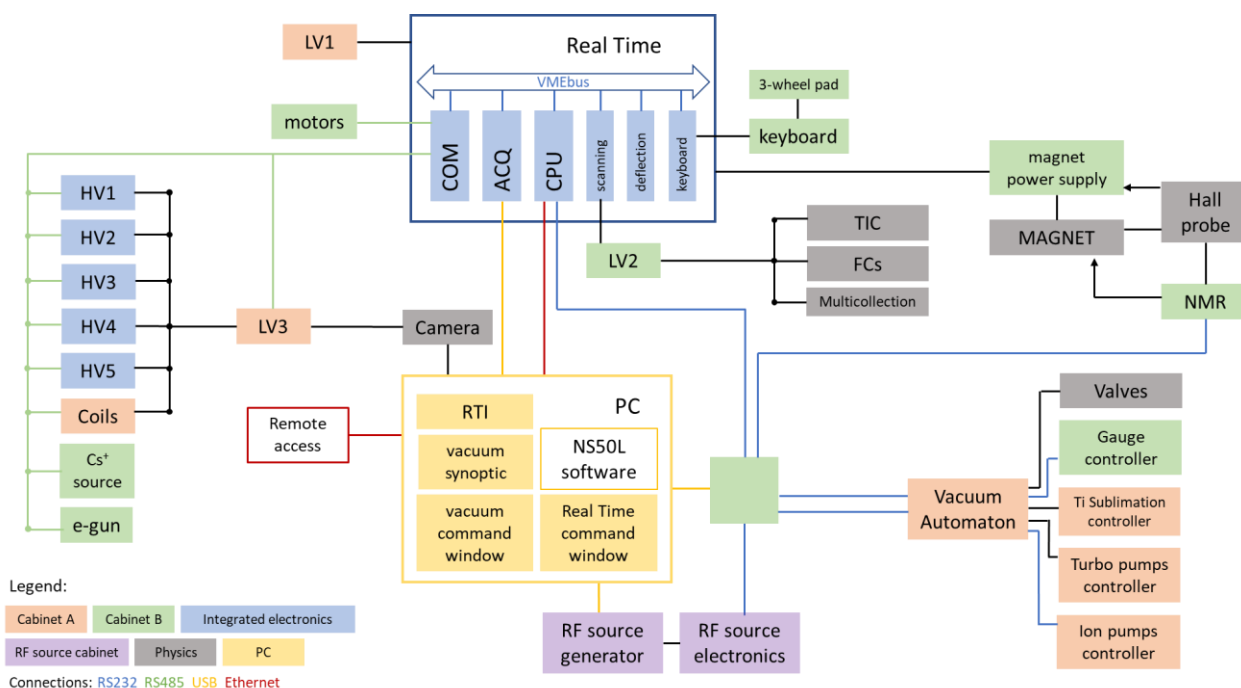 LV1
Real Time
VMEbus
motors
COM
ACQ
CPU
scanning
deflection
keyboard
3-wheel pad
keyboard
magnet
power supply
Hall
probe
MAGNET
NMR
HV1
HV2
HV3
HV4
HV5
Coils
Cs⁺
source
e-gun
LV3
Camera
LV2
TIC
FCs
Multicollection
Remote
access
RTI
PC
vacuum
synoptic
NS50L
software
vacuum
command
window
Real Time
command
window
Vacuum
Automaton
Valves
Gauge
controller
Ti Sublimation
controller
Turbo pumps
controller
Ion pumps
controller
RF source
generator
RF source
electronics
Legend:
Cabinet A
Cabinet B
Integrated electronics
RF source cabinet
Physics
PC
Connections: RS232 RS485 USB Ethernet